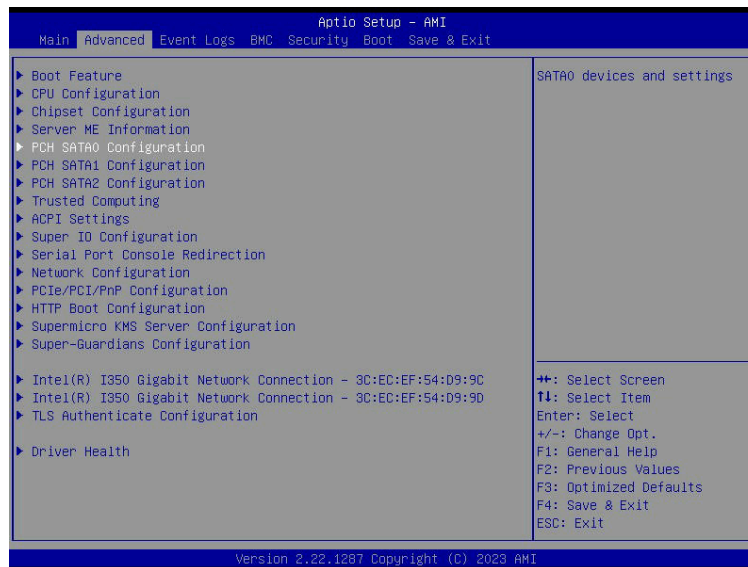 Aptio Setup - AMI
Main Advanced Event Logs BMC Security Boot Save & Exit
Boot Feature
CPU Configuration
Chipset Configuration
Server ME Information
PCH SATA0 Configuration
PCH SATA1 Configuration
PCH SATA2 Configuration
Trusted Computing
ACPI Settings
Super IO Configuration
Serial Port Console Redirection
Network Configuration
PCIe/PCI/PnP Configuration
HTTP Boot Configuration
Supermicro KMS Server Configuration
Super-Guardians Configuration
Intel(R) I350 Gigabit Network Connection - 3C:EC:EF:54:D9:9C
Intel(R) I350 Gigabit Network Connection - 3C:EC:EF:54:D9:9D
TLS Authenticate Configuration
Driver Health
SATA0 devices and settings
→←: Select Screen
↑↓: Select Item
Enter: Select
+/-: Change Opt.
F1: General Help
F2: Previous Values
F3: Optimized Defaults
F4: Save & Exit
ESC: Exit
Version 2.22.1287 Copyright (C) 2023 AMI